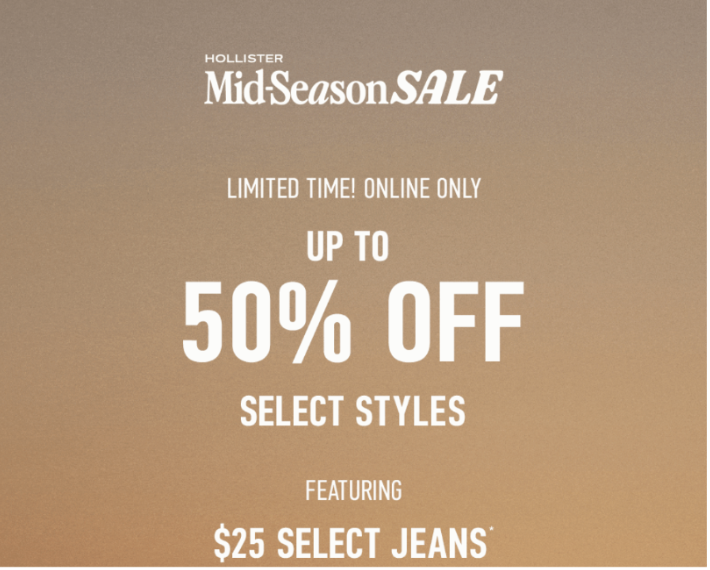 HOLLISTER
Mid-Season SALE
LIMITED TIME! ONLINE ONLY
UP TO
50% OFF
SELECT STYLES
FEATURING
$25 SELECT JEANS*